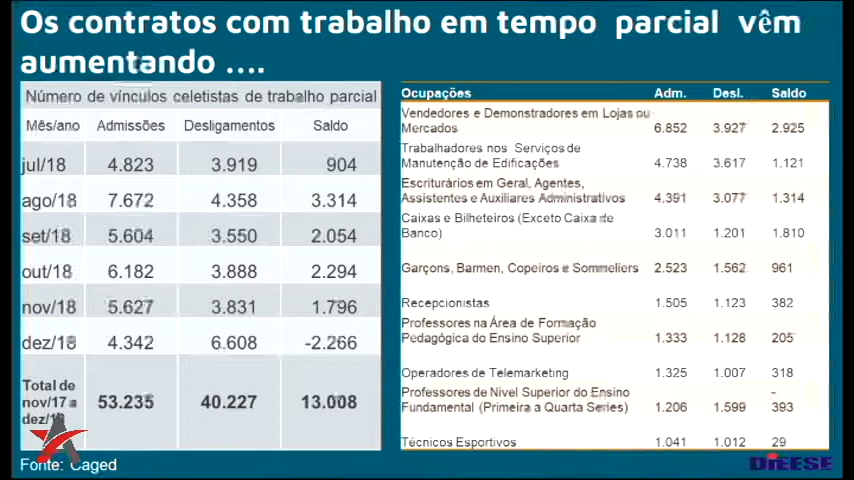 Os contratos com trabalho em tempo parcial vêm
aumentando ....
Número de vínculos celetistas de trabalho parcial
Mês/ano Admissões Desligamentos Saldo
jul/18 4.823 3.919 904
ago/18 7.672 4.358 3.314
set/18 5.604 3.550 2.054
out/18 6.182 3.888 2.294
nov/18 5.627 3.831 1.796
dez/18 4.342 6.608 -2.266
Total de
nov/17 a
dez/18 53.235 40.227 13.008
Fonte: Caged
Ocupações Adm. Desl. Saldo
Vendedores e Demonstradores em Lojas ou
Mercados 6.852 3.927 2.925
Trabalhadores nos Serviços de
Manutenção de Edificações 4.738 3.617 1.121
Escriturários em Geral, Agentes,
Assistentes e Auxiliares Administrativos 4.391 3.077 1.314
Caixas e Bilheteiros (Exceto Caixa de
Banco) 3.011 1.201 1.810
Garçons, Barmen, Copeiros e Sommeliers 2.523 1.562 961
Recepcionistas 1.505 1.123 382
Professores na Área de Formação
Pedagógica do Ensino Superior 1.333 1.128 205
Operadores de Telemarketing 1.325 1.007 318
Professores de Nível Superior do Ensino -
Fundamental (Primeira a Quarta Séries) 1.206 1.599 393
Técnicos Esportivos 1.041 1.012 29
DIEESE